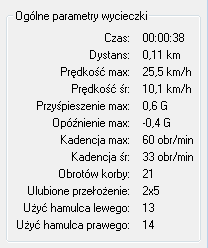 Ogólne parametry wycieczki
Czas: 00:00:38
Dystans: 0,11 km
Prędkość max: 25,5 km/h
Prędkość śr: 10,1 km/h
Przyśpieszenie max: 0,6 G
Opóźnienie max: -0,4 G
Kadencja max: 60 obr/min
Kadencja śr: 33 obr/min
Obrotów korby: 21
Ulubione przełożenie: 2x5
Użyć hamulca lewego: 13
Użyć hamulca prawego: 14